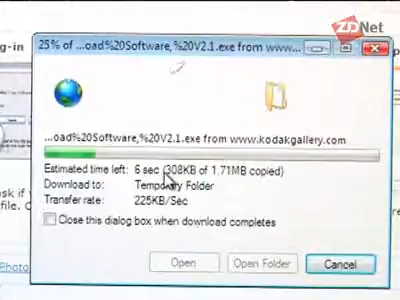 ZDNet
25% of ...oad%20Software,%20V2.1.exe from www....
g-in
...oad%20Software,%20V2.1.exe from www.kodakgallery.com
Estimated time left: 6 sec (308KB of 1.71MB copied)
Download to: Temporary Folder
Transfer rate: 225KB/Sec
Close this dialog box when download completes
ask if y
file. C
Open Open Folder Cancel
Photo